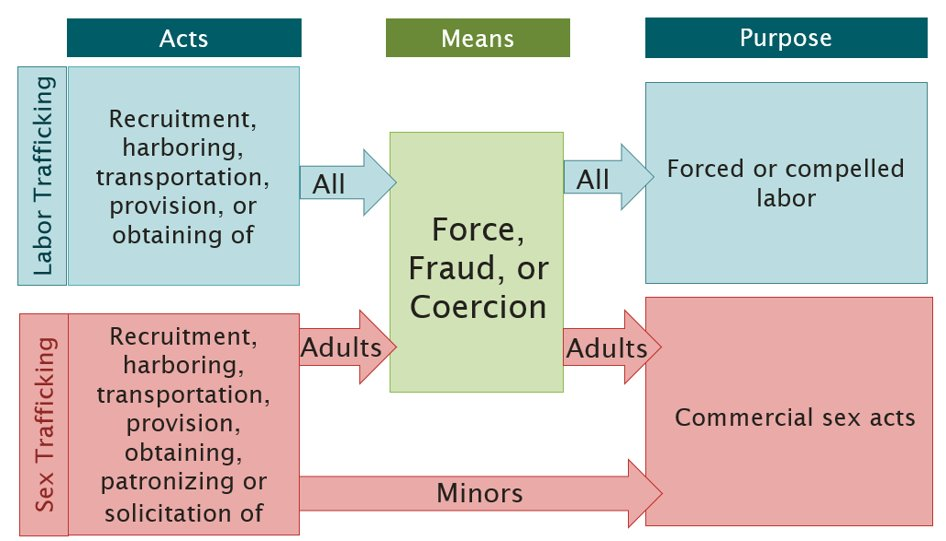 Acts
Means
Purpose
Labor Trafficking
Recruitment,
harboring,
transportation,
provision, or
obtaining of
All
Force,
Fraud, or
Coercion
All
Forced or compelled
labor
Sex Trafficking
Recruitment,
harboring,
transportation,
provision,
obtaining,
patronizing or
solicitation of
Adults
Adults
Commercial sex acts
Minors